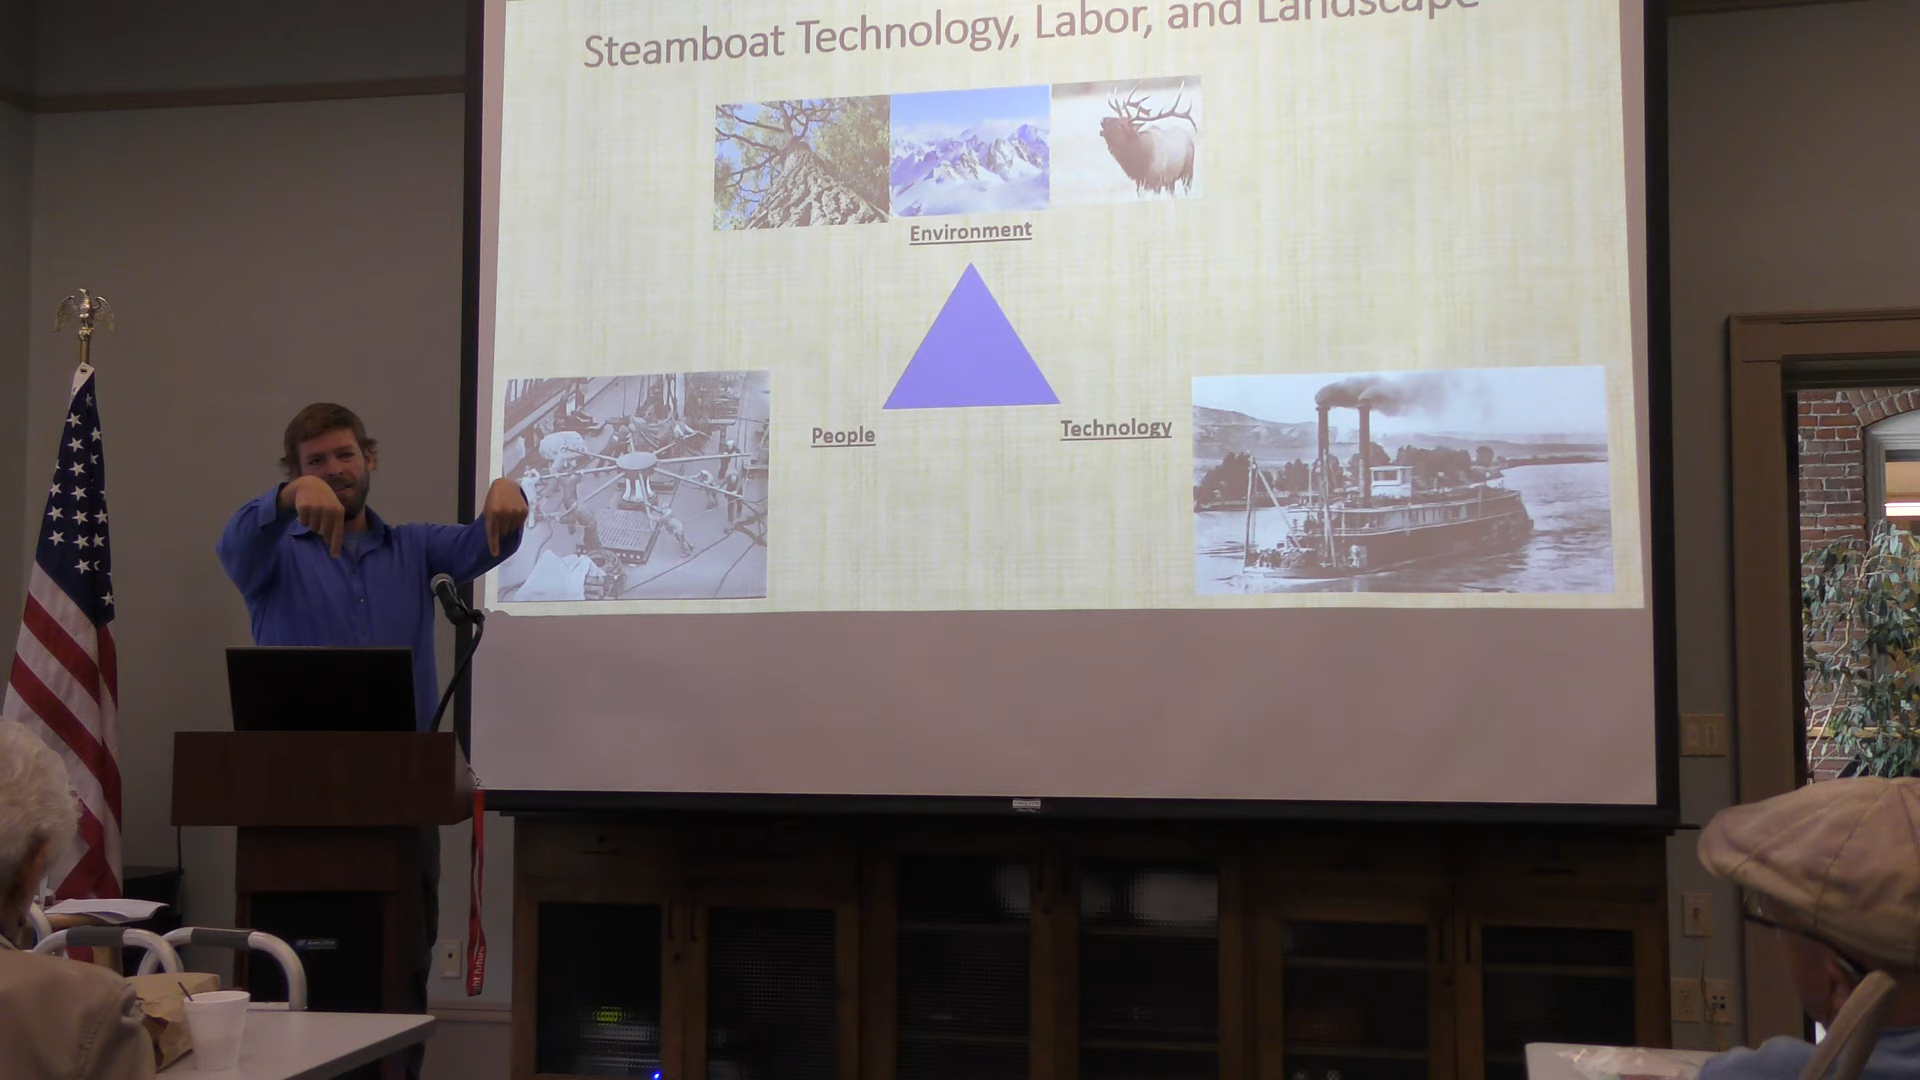 Steamboat Technology, Labor, and Landscape
Environment
People
Technology